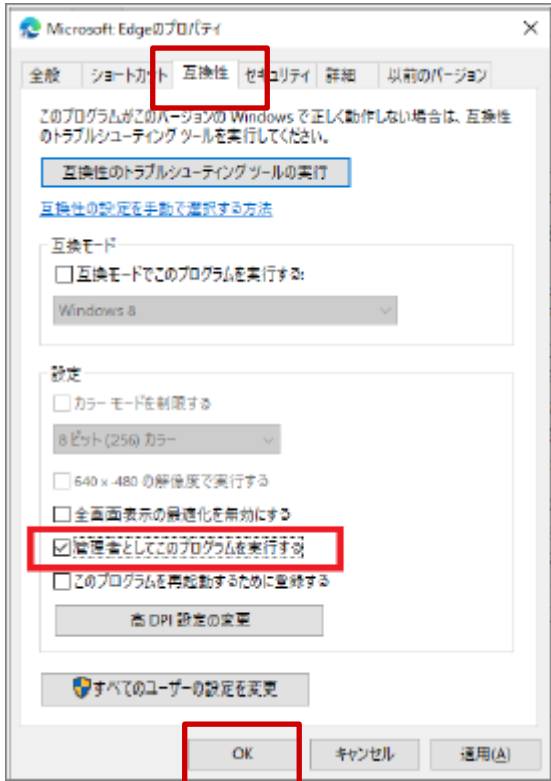 Microsoft Edgeのプロパティ
全般 ショートカット 互換性 セキュリティ 詳細 以前のバージョン
このプログラムがこのバージョンの Windows で正しく動作しない場合は、互換性
のトラブルシューティング ツールを実行してください。
互換性のトラブルシューティング ツールの実行
互換性の設定を手動で選択する方法
互換モード
互換モードでこのプログラムを実行する:
Windows 8
設定
カラー モードを制限する
8 ビット (256) カラー
640 x 480 の解像度で実行する
全画面表示の最適化を無効にする
管理者としてこのプログラムを実行する
このプログラムを再起動するために登録する
高 DPI 設定の変更
すべてのユーザーの設定を変更
OK キャンセル 適用(A)